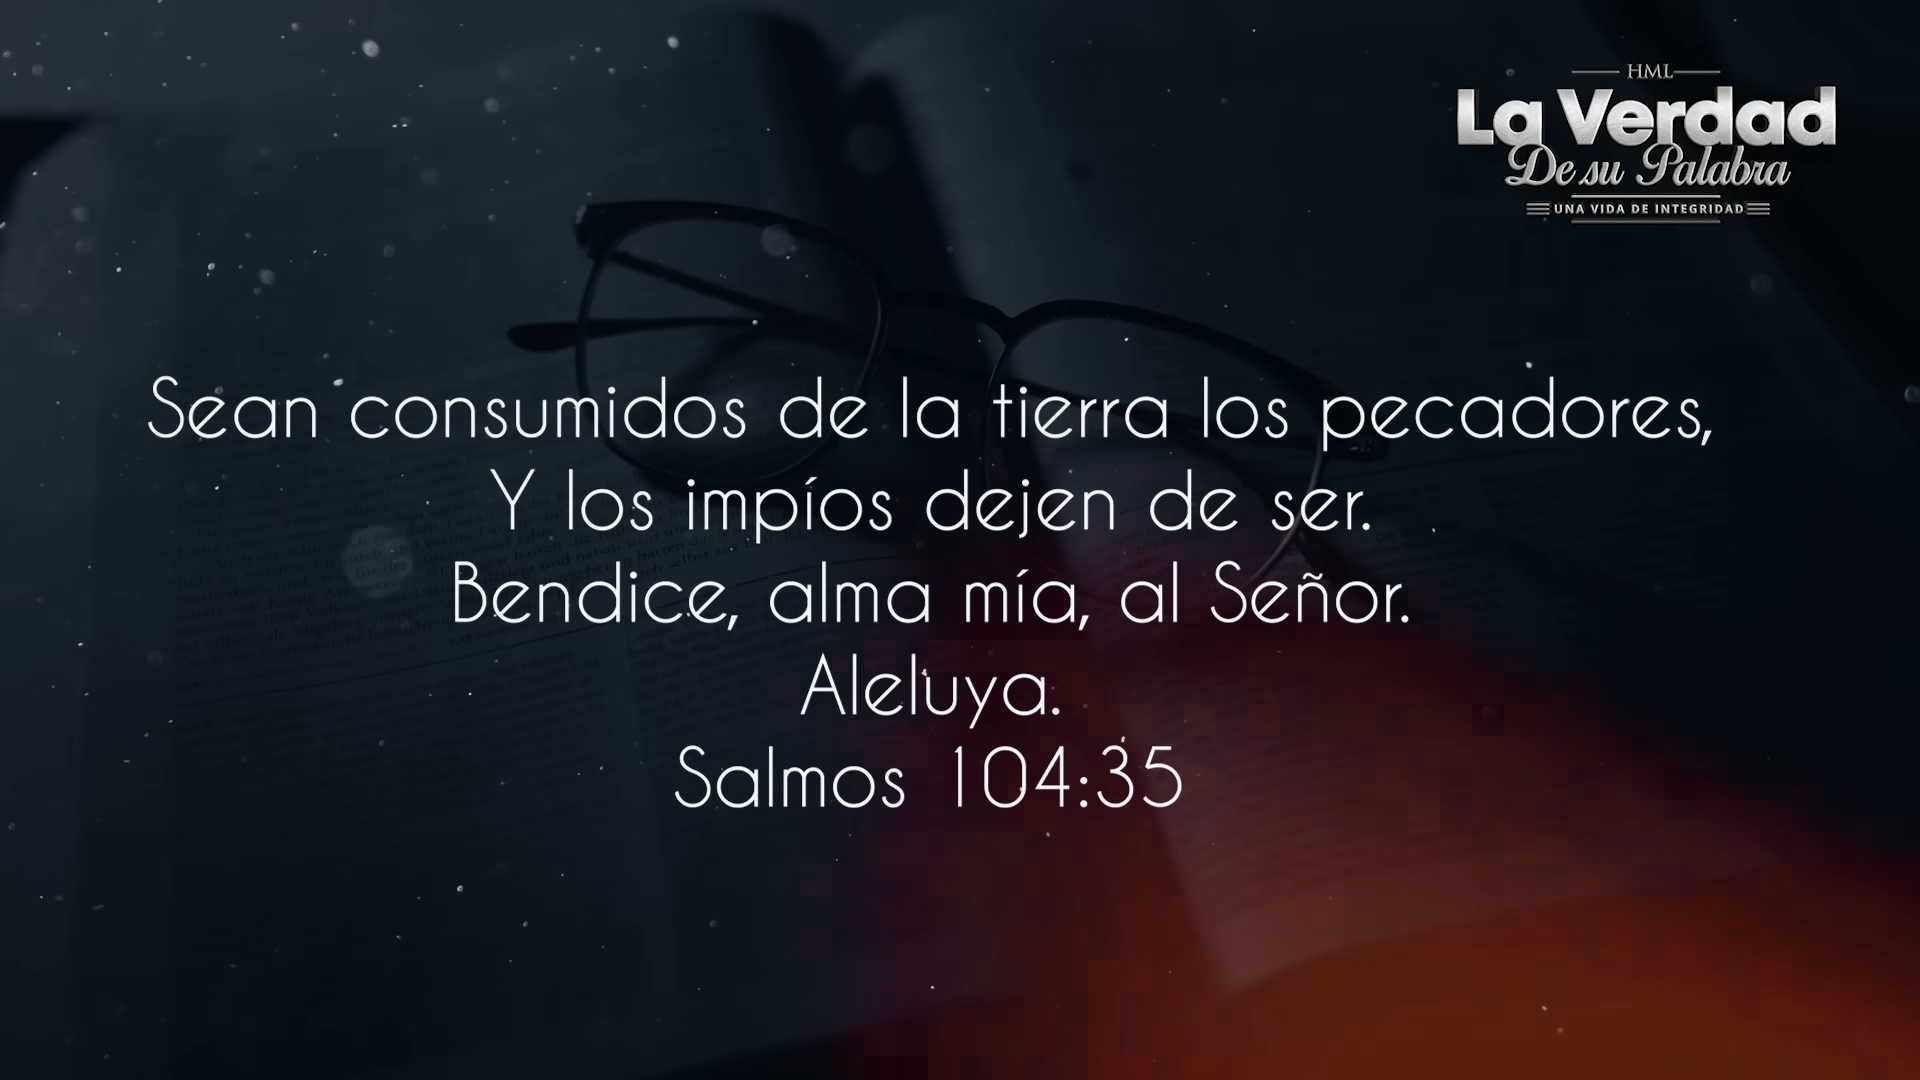 HML
La Verdad
De su Palabra
UNA VIDA DE INTEGRIDAD
Sean consumidos de la tierra los pecadores,
Y los impíos dejen de ser.
Bendice, alma mía, al Señor.
Aleluya.
Salmos 104:35